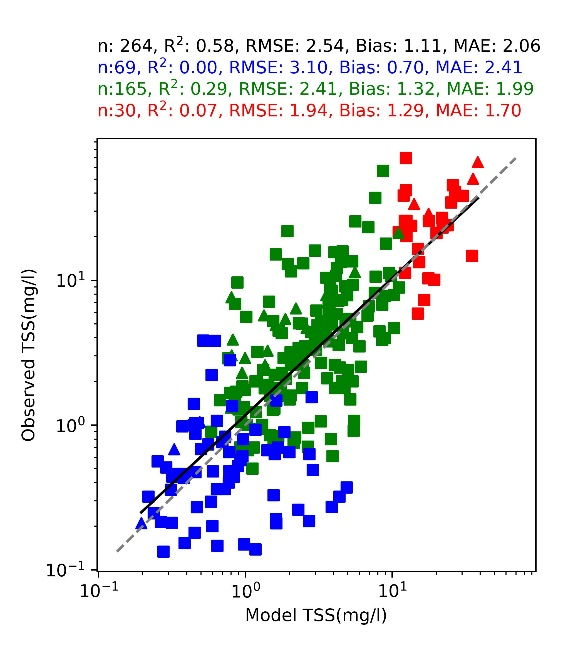 n: 264, R²: 0.58, RMSE: 2.54, Bias: 1.11, MAE: 2.06
n:69, R²: 0.00, RMSE: 3.10, Bias: 0.70, MAE: 2.41
n:165, R²: 0.29, RMSE: 2.41, Bias: 1.32, MAE: 1.99
n:30, R²: 0.07, RMSE: 1.94, Bias: 1.29, MAE: 1.70
Observed TSS(mg/l)
10¹
10⁰
10⁻¹
10⁻¹ 10⁰ 10¹
Model TSS(mg/l)